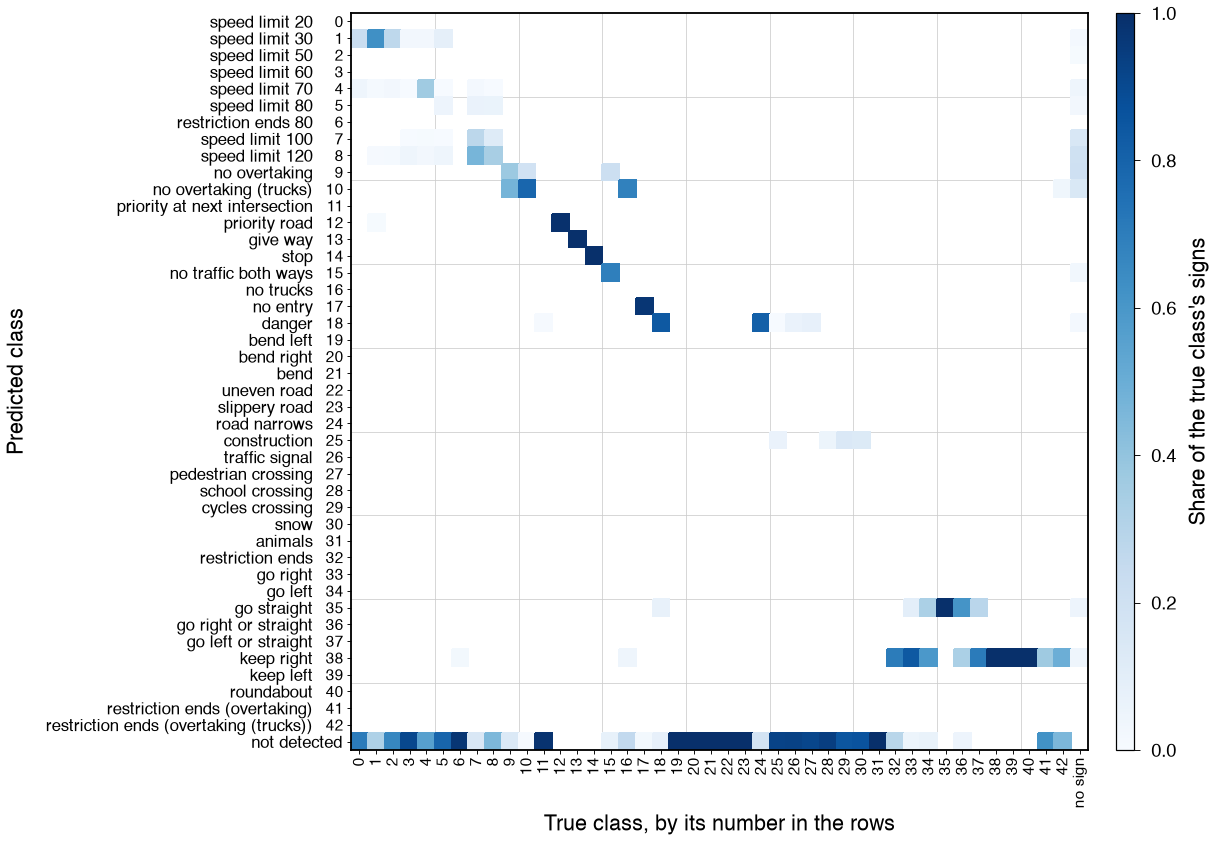 speed limit 20 0
speed limit 30 1
speed limit 50 2
speed limit 60 3
speed limit 70 4
speed limit 80 5
restriction ends 80 6
speed limit 100 7
speed limit 120 8
no overtaking 9
no overtaking (trucks) 10
priority at next intersection 11
priority road 12
give way 13
stop 14
no traffic both ways 15
no trucks 16
no entry 17
danger 18
bend left 19
bend right 20
bend 21
uneven road 22
slippery road 23
road narrows 24
construction 25
traffic signal 26
pedestrian crossing 27
school crossing 28
cycles crossing 29
snow 30
animals 31
restriction ends 32
go right 33
go left 34
go straight 35
go right or straight 36
go left or straight 37
keep right 38
keep left 39
roundabout 40
restriction ends (overtaking) 41
restriction ends (overtaking (trucks)) 42
not detected
Predicted class
0 1 2 3 4 5 6 7 8 9 10 11 12 13 14 15 16 17 18 19 20 21 22 23 24 25 26 27 28 29 30 31 32 33 34 35 36 37 38 39 40 41 42 no sign
True class, by its number in the rows
1.0
0.8
0.6
0.4
0.2
0.0
Share of the true class's signs